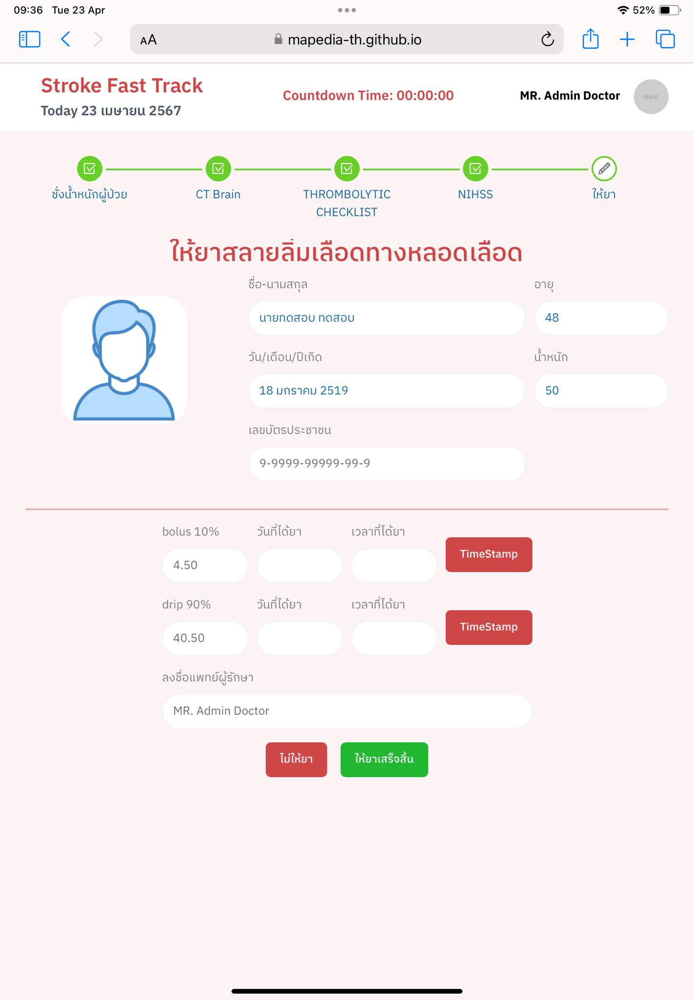 09:36 Tue 23 Apr
52%
AA
mapedia-th.github.io
Stroke Fast Track
Today 23 เมษายน 2567
Countdown Time: 00:00:00
MR. Admin Doctor
100x100
ชั่งน้ำหนักผู้ป่วย
CT Brain
THROMBOLYTIC
CHECKLIST
NIHSS
ให้ยา
ให้ยาสลายลิ่มเลือดทางหลอดเลือด
ชื่อ-นามสกุล
อายุ
นายทดสอบ ทดสอบ
48
วัน/เดือน/ปีเกิด
น้ำหนัก
18 มกราคม 2519
50
เลขบัตรประชาชน
9-9999-99999-99-9
bolus 10%
วันที่ได้ยา
เวลาที่ได้ยา
TimeStamp
4.50
drip 90%
วันที่ได้ยา
เวลาที่ได้ยา
TimeStamp
40.50
ลงชื่อแพทย์ผู้รักษา
MR. Admin Doctor
ไม่ให้ยา
ให้ยาเสร็จสิ้น